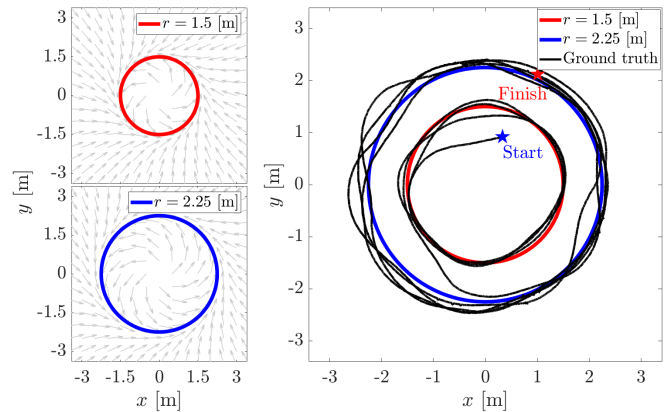 r = 1.5 [m]
3
1.5
0
-1.5
-3
y [m]
r = 2.25 [m]
3
1.5
0
-1.5
-3
-3 -1.5 0 1.5 3
x [m]
r = 1.5 [m]
r = 2.25 [m]
Ground truth
Finish
Start
3
2
1
0
-1
-2
-3
y [m]
-3 -2 -1 0 1 2 3
x [m]